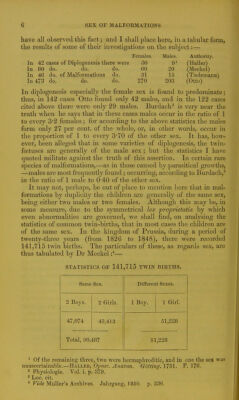 6 SEX OF MALFORMATIONS
have all observed this fact; and I shall place here, in a tabular form,
the results of some of their investigations on the subject:—
Females. Males. Authority.
In 42 cases of Diplogenesis there were 30 9¹ (Haller)
In 80 do. do. do. 60 20 (Meckel)
In 46 do. of Malformations do. 31 15 (Tiedemann)
In 473 do. do. do. 270 203 (Otto)
In diplogenesis especially the female sex is found to predominate;
thus, in 142 cases Otto found only 42 males, and in the 122 cases
cited above there were only 29 males. Burdach² is very near the
truth when he says that in these cases males occur in the ratio of 1
to every 3·2 females; for according to the above statistics the males
form only 27 per cent. of the whole, or, in other words, occur in
the proportion of 1 to every 3·70 of the other sex. It has, how-
ever, been alleged that in some varieties of diplogenesis, the twin-
fœtuses are generally of the male sex; but the statistics I have
quoted militate against the truth of this assertion. In certain rare
species of malformations,—as in those caused by parasitical growths,
—males are most frequently found; occurring, according to Burdach,³
in the ratio of 1 male to 0·40 of the other sex.
It may not, perhaps, be out of place to mention here that in mal-
formations by duplicity the children are generally of the same sex,
being either two males or two females. Although this may be, in
some measure, due to the symmetrical lex proprietatis by which
even abnormalities are governed, we shall find, on analysing the
statistics of common twin-births, that in most cases the children are
of the same sex. In the kingdom of Prussia, during a period of
twenty-three years (from 1826 to 1848), there were recorded
141,715 twin births. The particulars of these, as regards sex, are
thus tabulated by Dr Meckel:⁴—
STATISTICS OF 141,715 TWIN BIRTHS.
Same Sex. Different Sexes.
2 Boys. 2 Girls. 1 Boy. 1 Girl.
47,074 43,413 51,228
Total, 90,487 51,228
¹ Of the remaining three, two were hermaphroditic, and in one the sex was
unascertainable.—HALLER, Opusc. Anatom. Götting. 1751. P. 176.
² Physiologie. Vol. i. p. 379.
³ Loc. cit.
⁴ Vide Müller's Archives. Jahrgang, 1850. p. 236.